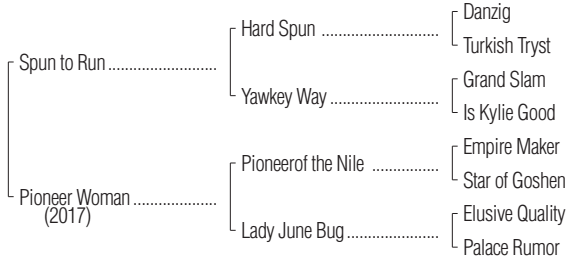 Danzig
Hard Spun ........................
Turkish Tryst
Spun to Run ........................
Grand Slam
Yawkey Way ........................
Is Kylie Good
Empire Maker
Pioneerof the Nile ..............
Star of Goshen
Pioneer Woman ..................
(2017)
Elusive Quality
Lady June Bug ....................
Palace Rumor